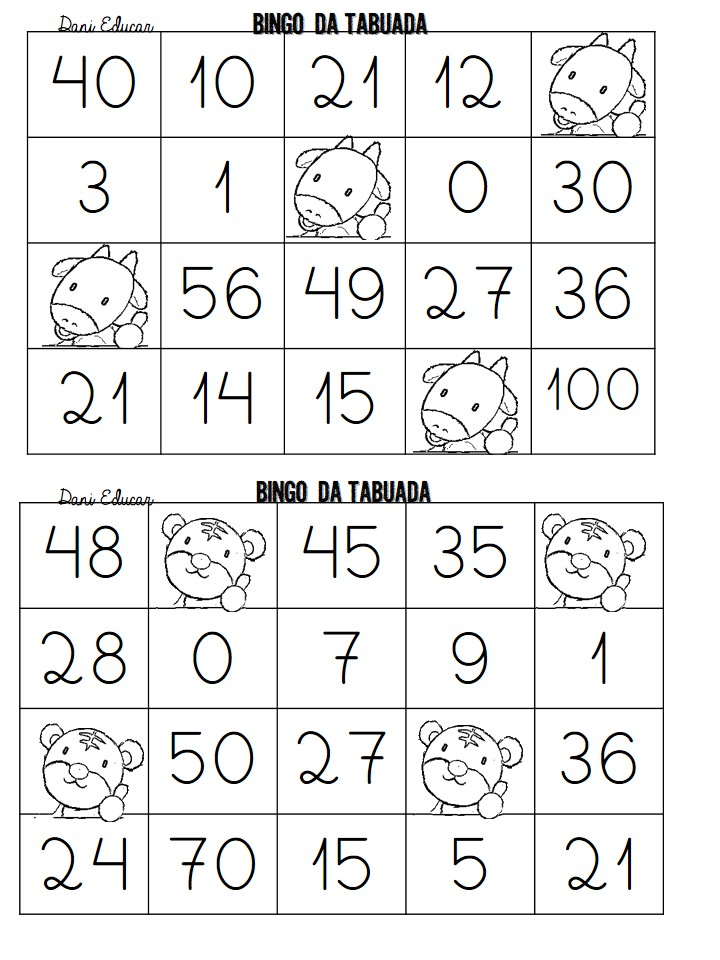 Dani Educar BINGO DA TABUADA
40 10 21 12
3 1 0 30
56 49 27 36
21 14 15 100
Dani Educar BINGO DA TABUADA
48 45 35
28 0 7 9 1
50 27 36
24 70 15 5 21